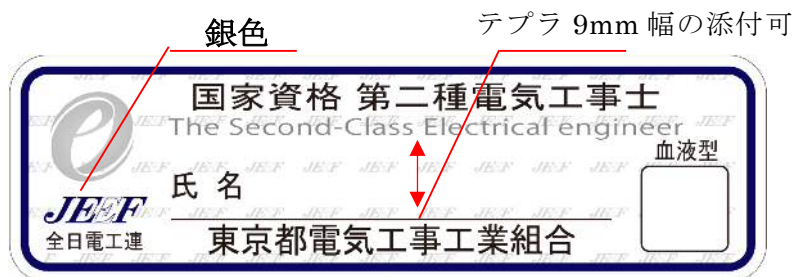 銀色
テプラ 9mm 幅の添付可
国家資格 第二種電気工事士
The Second-Class Electrical engineer
血液型
氏 名
JEEF
全日電工連
東京都電気工事工業組合